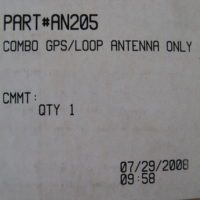 PART#AN205
COMBO GPS/LOOP ANTENNA ONLY
CMMT:
QTY 1
07/29/2008
09:58